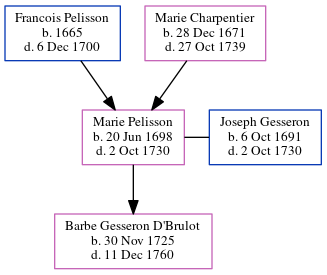 Francois Pelisson
b. 1665
d. 6 Dec 1700
Marie Charpentier
b. 28 Dec 1671
d. 27 Oct 1739
Marie Pelisson
b. 20 Jun 1698
d. 2 Oct 1730
Joseph Gesseron
b. 6 Oct 1691
d. 2 Oct 1730
Barbe Gesseron D'Brulot
b. 30 Nov 1725
d. 11 Dec 1760